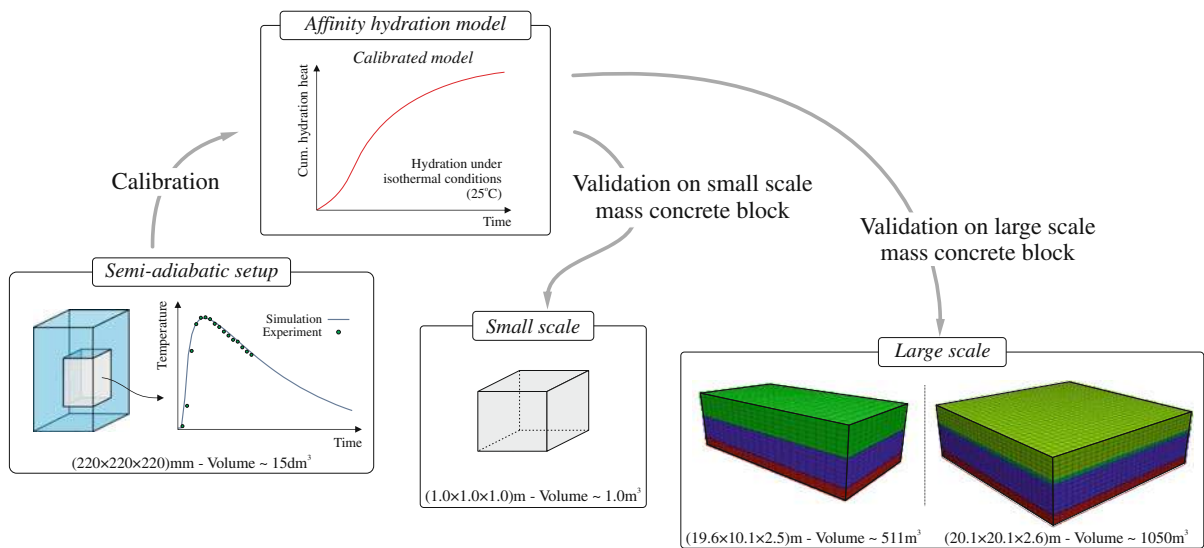 Affinity hydration model
Calibrated model
Cum. hydration heat
Hydration under
isothermal conditions
(25°C)
Time
Calibration
Validation on small scale
mass concrete block
Validation on large scale
mass concrete block
Semi-adiabatic setup
Temperature
Simulation
Experiment
Time
(220×220×220)mm - Volume ~ 15dm³
Small scale
(1.0×1.0×1.0)m - Volume ~ 1.0m³
Large scale
(19.6×10.1×2.5)m - Volume ~ 511m³
(20.1×20.1×2.6)m - Volume ~ 1050m³